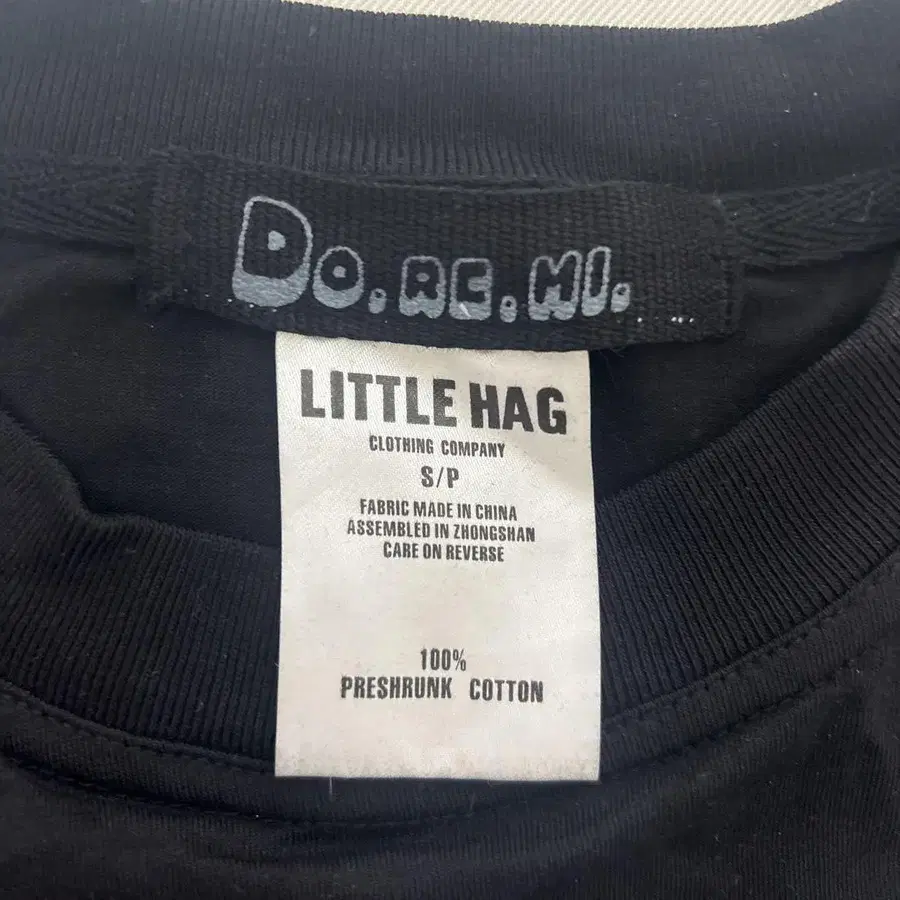 Do.RE.MI.
LITTLE HAG
CLOTHING COMPANY
S/P
FABRIC MADE IN CHINA
ASSEMBLED IN ZHONGSHAN
CARE ON REVERSE
100%
PRESHRUNK COTTON